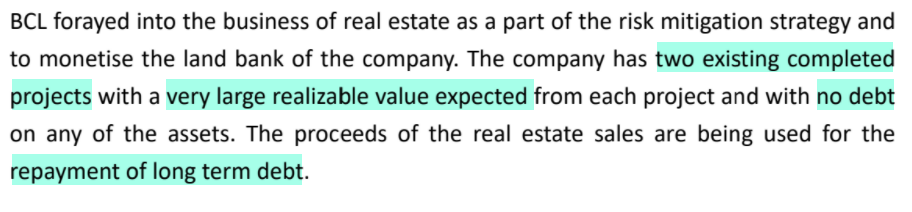 BCL forayed into the business of real estate as a part of the risk mitigation strategy and
to monetise the land bank of the company. The company has two existing completed
projects with a very large realizable value expected from each project and with no debt
on any of the assets. The proceeds of the real estate sales are being used for the
repayment of long term debt.